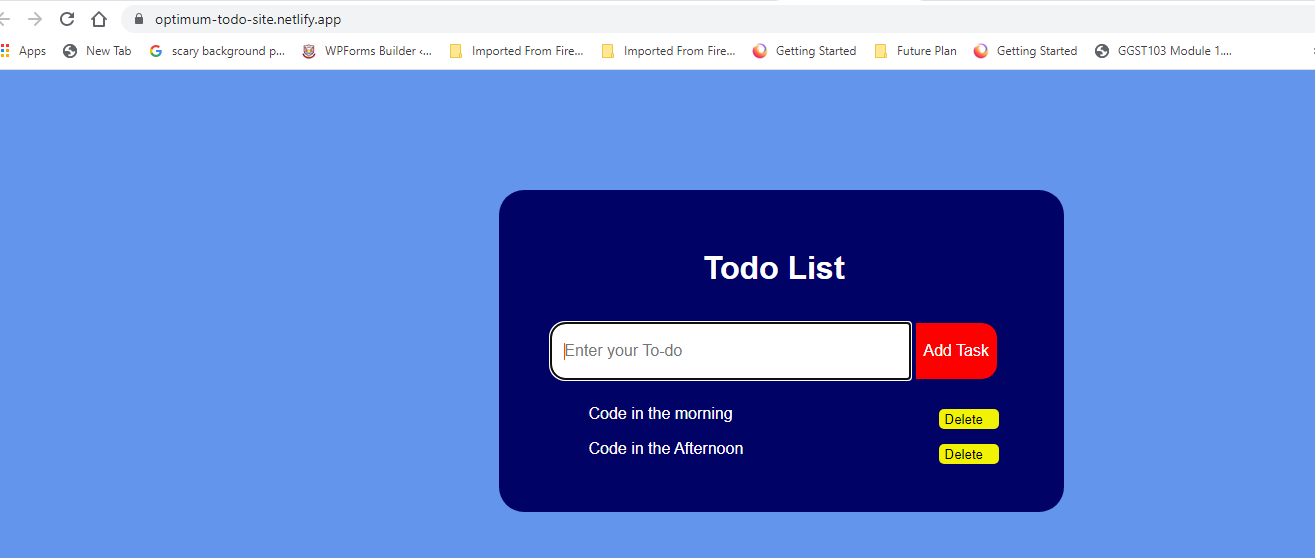 optimum-todo-site.netlify.app
Apps New Tab scary background p... WPForms Builder ‹... Imported From Fire... Imported From Fire... Getting Started Future Plan Getting Started GGST103 Module 1....
Todo List
Enter your To-do Add Task
Code in the morning Delete
Code in the Afternoon Delete